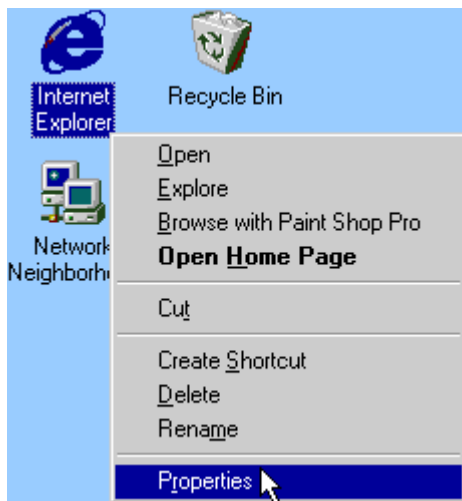 Internet
Explorer
Recycle Bin
Network
Open
Explore
Browse with Paint Shop Pro
Open Home Page
Cut
Create Shortcut
Delete
Rename
Properties